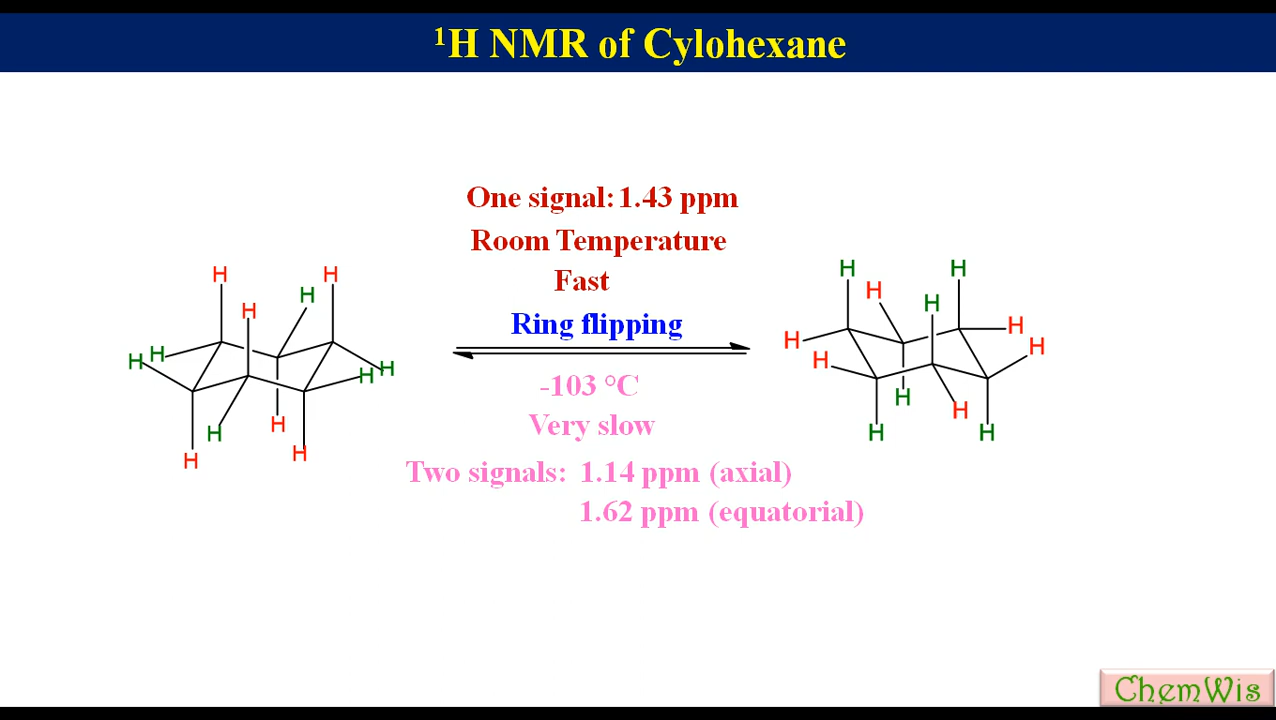 ¹H NMR of Cylohexane
One signal: 1.43 ppm
Room Temperature
Fast
Ring flipping
-103 °C
Very slow
Two signals: 1.14 ppm (axial)
1.62 ppm (equatorial)
H H H H H H H H H H H H
H H H H H H H H H H H H
ChemWis